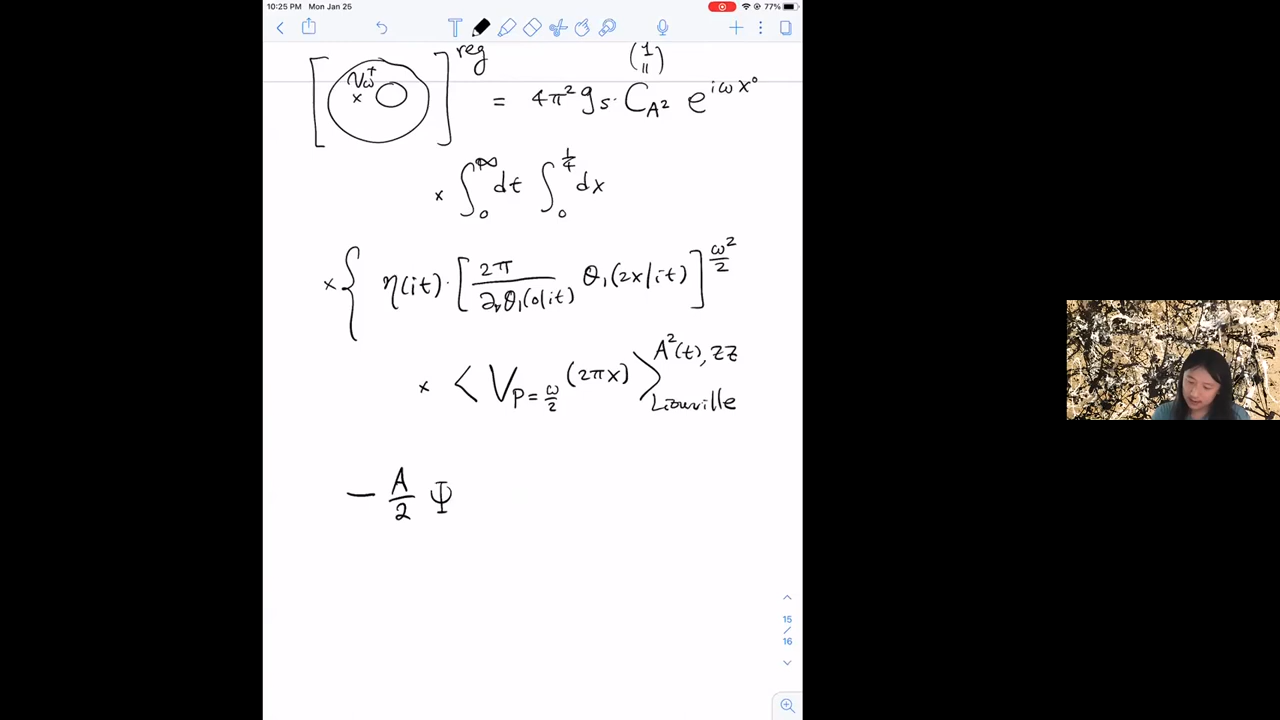 10:25 PM Mon Jan 25
77%
T
[ V_ω^+ × ]^reg = 4π² g_s · C_{A²} e^{iωx⁰}
( 1 "
× ∫_0^∞ dt ∫_0^{1/4} dx
× { η(it) · [ 2π / ∂_ν θ_1(0|it) θ_1(2x|it) ]^{ω²/2}
× ⟨ V_{P=ω/2} (2πx) ⟩^{A²(t), ZZ}_{Liouville}
− A/2 Ψ
15
/
16